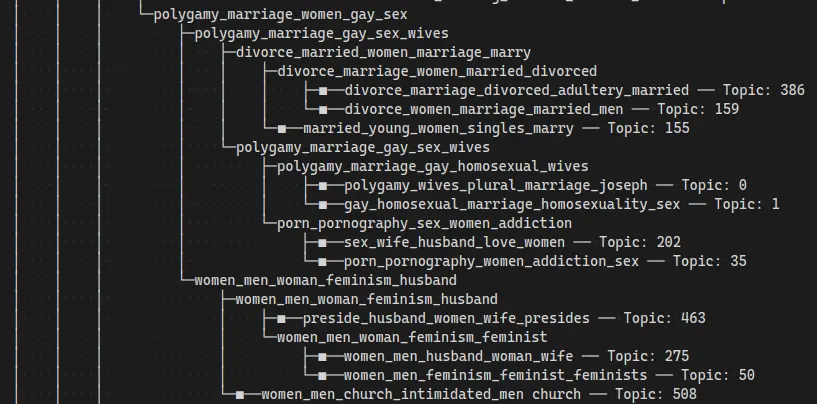 polygamy_marriage_women_gay_sex
polygamy_marriage_gay_sex_wives
divorce_married_women_marriage_marry
divorce_marriage_women_married_divorced
divorce_marriage_divorced_adultery_married ── Topic: 386
divorce_women_marriage_married_men ── Topic: 159
married_young_women_singles_marry ── Topic: 155
polygamy_marriage_gay_sex_wives
polygamy_marriage_gay_homosexual_wives
polygamy_wives_plural_marriage_joseph ── Topic: 0
gay_homosexual_marriage_homosexuality_sex ── Topic: 1
porn_pornography_sex_women_addiction
sex_wife_husband_love_women ── Topic: 202
porn_pornography_women_addiction_sex ── Topic: 35
women_men_woman_feminism_husband
women_men_woman_feminism_husband
preside_husband_women_wife_presides ── Topic: 463
women_men_woman_feminism_feminist
women_men_husband_woman_wife ── Topic: 275
women_men_feminism_feminist_feminists ── Topic: 50
women_men_church_intimidated_men church ── Topic: 508